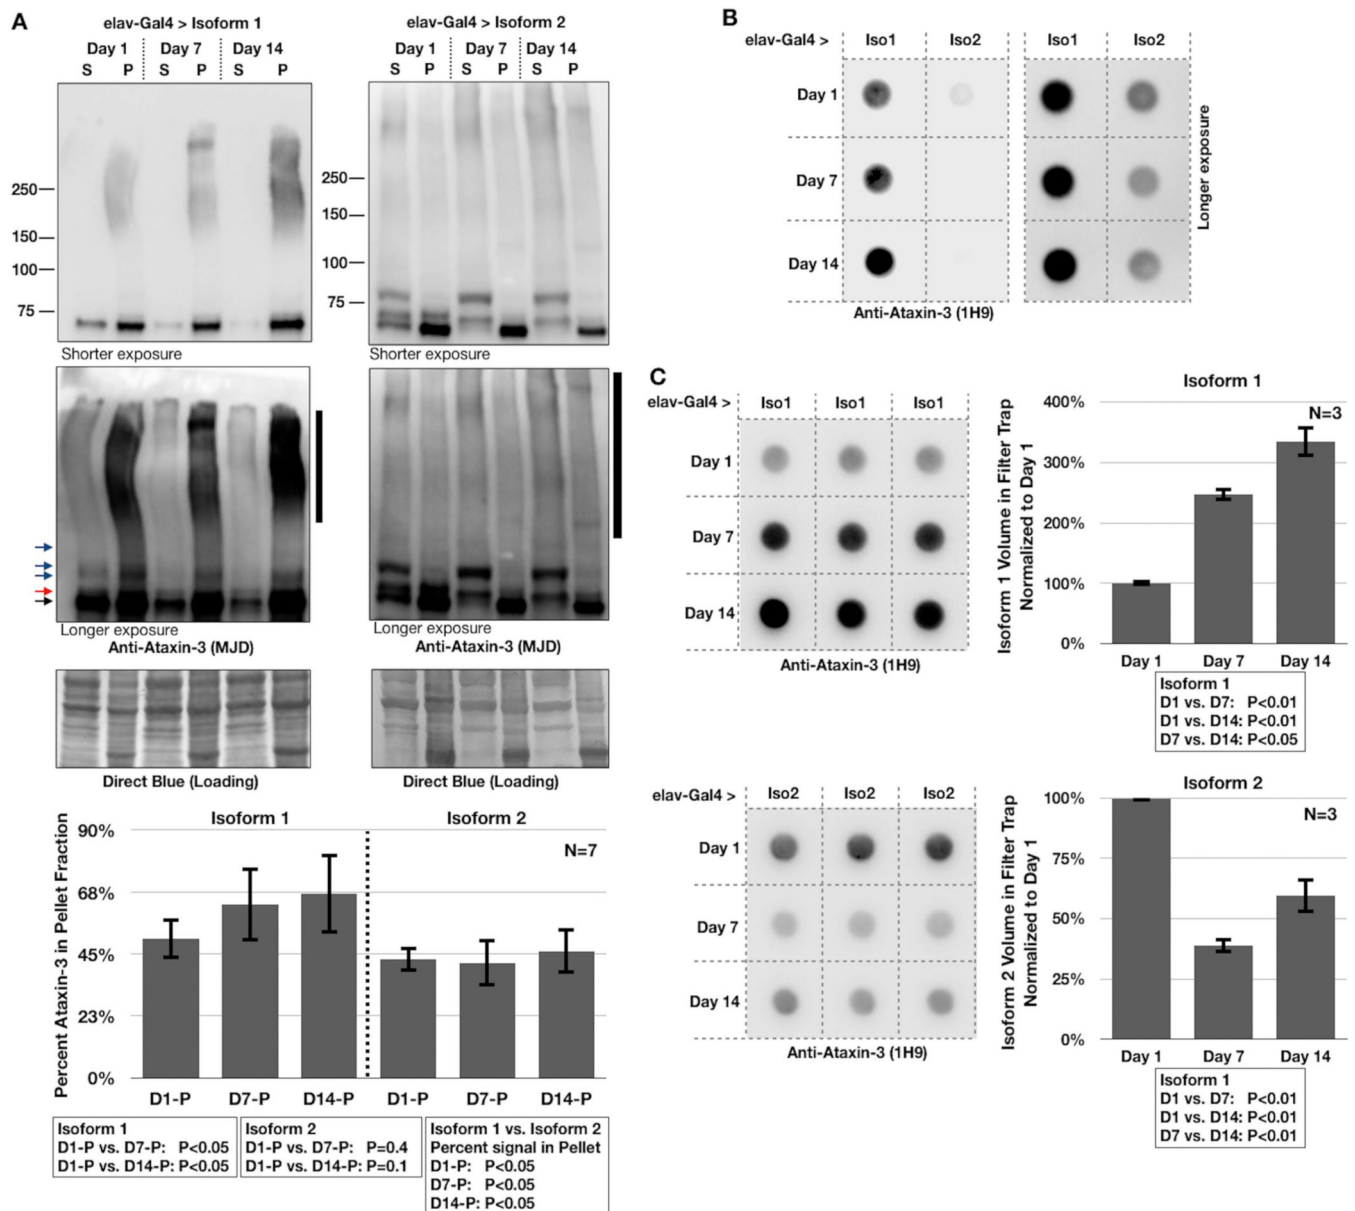 A
elav-Gal4 > Isoform 1
Day 1 Day 7 Day 14
S P S P S P
250
150
100
75
Shorter exposure
Longer exposure
Anti-Ataxin-3 (MJD)
Direct Blue (Loading)
elav-Gal4 > Isoform 2
Day 1 Day 7 Day 14
S P S P S P
250
150
100
75
Shorter exposure
Longer exposure
Anti-Ataxin-3 (MJD)
Direct Blue (Loading)
Percent Ataxin-3 in Pellet Fraction
Isoform 1 Isoform 2
N=7
90%
68%
45%
23%
0%
D1-P D7-P D14-P D1-P D7-P D14-P
Isoform 1
D1-P vs. D7-P: P<0.05
D1-P vs. D14-P: P<0.05
Isoform 2
D1-P vs. D7-P: P=0.4
D1-P vs. D14-P: P=0.1
Isoform 1 vs. Isoform 2
Percent signal in Pellet
D1-P: P<0.05
D7-P: P<0.05
D14-P: P<0.05
B
elav-Gal4 > Iso1 Iso2 Iso1 Iso2
Day 1
Day 7
Day 14
Longer exposure
Anti-Ataxin-3 (1H9)
C
elav-Gal4 > Iso1 Iso1 Iso1
Day 1
Day 7
Day 14
Anti-Ataxin-3 (1H9)
Isoform 1
Isoform 1 Volume in Filter Trap
Normalized to Day 1
N=3
400%
300%
200%
100%
0%
Day 1 Day 7 Day 14
Isoform 1
D1 vs. D7: P<0.01
D1 vs. D14: P<0.01
D7 vs. D14: P<0.05
elav-Gal4 > Iso2 Iso2 Iso2
Day 1
Day 7
Day 14
Anti-Ataxin-3 (1H9)
Isoform 2
Isoform 2 Volume in Filter Trap
Normalized to Day 1
N=3
100%
75%
50%
25%
0%
Day 1 Day 7 Day 14
Isoform 1
D1 vs. D7: P<0.01
D1 vs. D14: P<0.01
D7 vs. D14: P<0.01